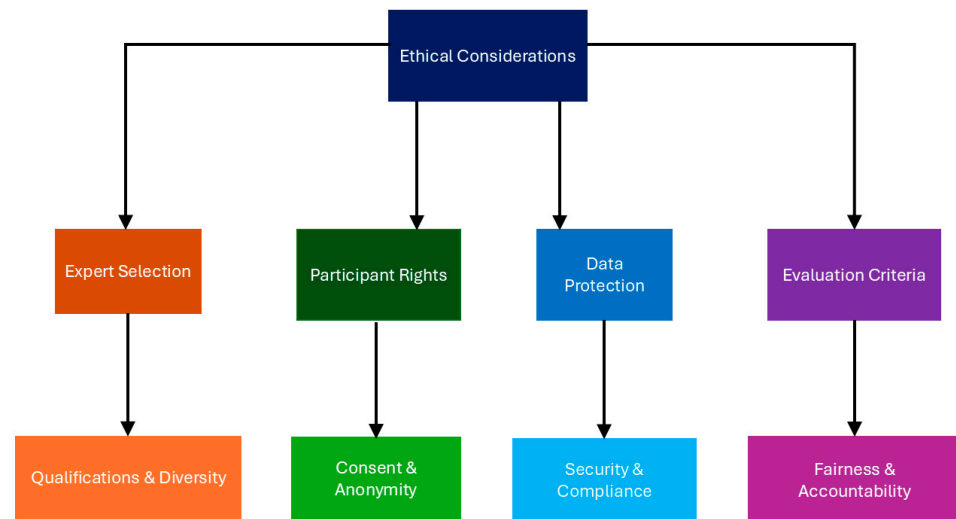 Ethical Considerations
Expert Selection
Participant Rights
Data
Protection
Evaluation Criteria
Qualifications & Diversity
Consent &
Anonymity
Security &
Compliance
Fairness &
Accountability